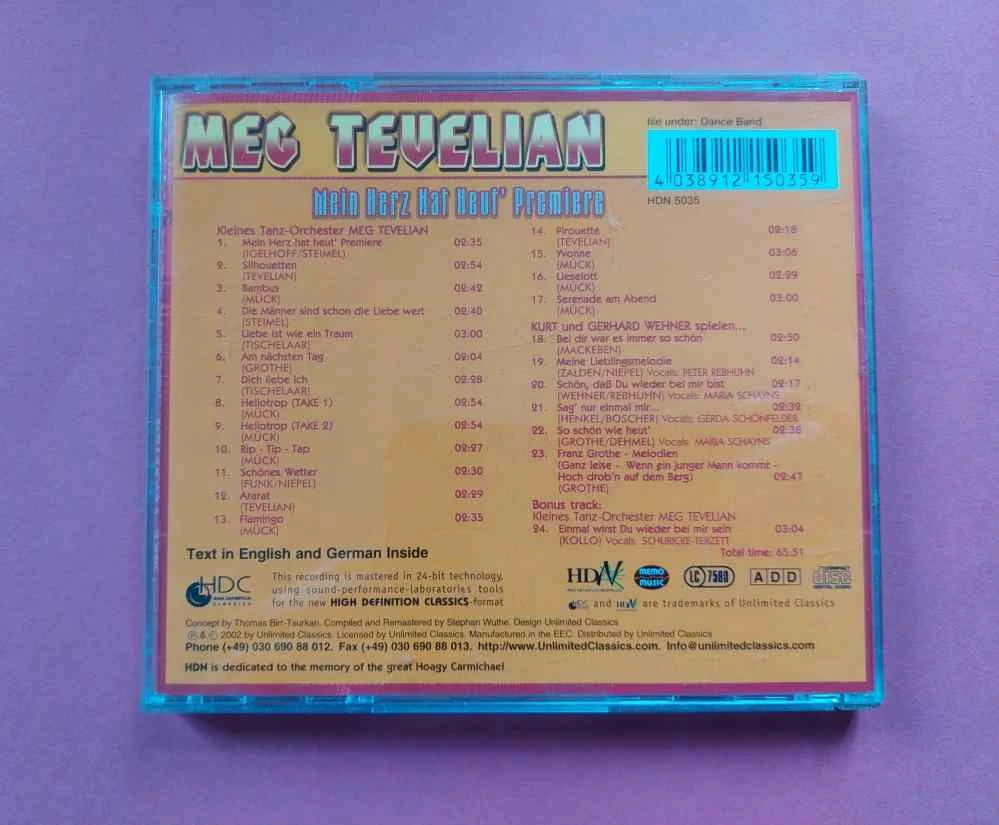 MEG TEVELIAN
file under: Dance Band
4 038912 150359
HDN 5035
Mein Herz Hat Heut' Premiere
Kleines Tanz-Orchester MEG TEVELIAN
1. Mein Herz hat heut' Premiere 02:35
(IGELHOFF/STEIMEL)
2. Silhouetten 02:54
(TEVELIAN)
3. Bambus 02:42
(MÜCK)
4. Die Männer sind schon die Liebe wert 02:40
(STEIMEL)
5. Liebe ist wie ein Traum 03:00
(TISCHELAAR)
6. Am nächsten Tag 02:04
(GROTHE)
7. Dich liebe ich 02:28
(TISCHELAAR)
8. Heliotrop (TAKE 1) 02:54
(MÜCK)
9. Heliotrop (TAKE 2) 02:54
(MÜCK)
10. Rip - Tip - Tap 02:27
(MÜCK)
11. Schönes Wetter 02:30
(FUNK/NIEPEL)
12. Ararat 02:29
(TEVELIAN)
13. Flamingo 02:35
(MÜCK)
14. Pirouette 02:18
(TEVELIAN)
15. Yvonne 03:06
(MÜCK)
16. Lieselott 02:29
(MÜCK)
17. Serenade am Abend 03:00
(MÜCK)
KURT und GERHARD WEHNER spielen...
18. Bei dir war es immer so schön 02:50
(MACKEBEN)
19. Meine Lieblingsmelodie 02:14
(ZALDEN/NIEPEL) Vocals: PETER REBHUHN
20. Schön, daß Du wieder bei mir bist 02:17
(WEHNER/REBHUHN) Vocals: MARIA SCHAYNS
21. Sag' nur einmal mir... 02:32
(HENKEL/BOSCHER) Vocals: GERDA SCHÖNFELDER
22. So schön wie heut' 02:38
(GROTHE/DEHMEL) Vocals: MARIA SCHAYNS
23. Franz Grothe - Melodien
(Ganz leise - Wenn ein junger Mann kommt -
Hoch drob'n auf dem Berg) 02:47
(GROTHE)
Bonus track:
Kleines Tanz-Orchester MEG TEVELIAN
24. Einmal wirst Du wieder bei mir sein 03:04
(KOLLO) Vocals: SCHURICKE-TERZETT
Total time: 65:51
Text in English and German Inside
HDC
HIGH DEFINITION
CLASSICS
This recording is mastered in 24-bit technology,
using sound-performance-laboratories tools
for the new HIGH DEFINITION CLASSICS-format
HDN
MEMO
MUSIC
LC 7580
ADD
COMPACT
disc
DIGITAL AUDIO
HDC and HDN are trademarks of Unlimited Classics
Concept by Thomas Birr-Tsurkan. Compiled and Remastered by Stephan Wuthe. Design Unlimited Classics
℗ & © 2002 by Unlimited Classics. Licensed by Unlimited Classics. Manufactured in the EEC. Distributed by Unlimited Classics
Phone (+49) 030 690 88 012. Fax (+49) 030 690 88 013. http://www.UnlimitedClassics.com. Info@unlimitedclassics.com
HDN is dedicated to the memory of the great Hoagy Carmichael